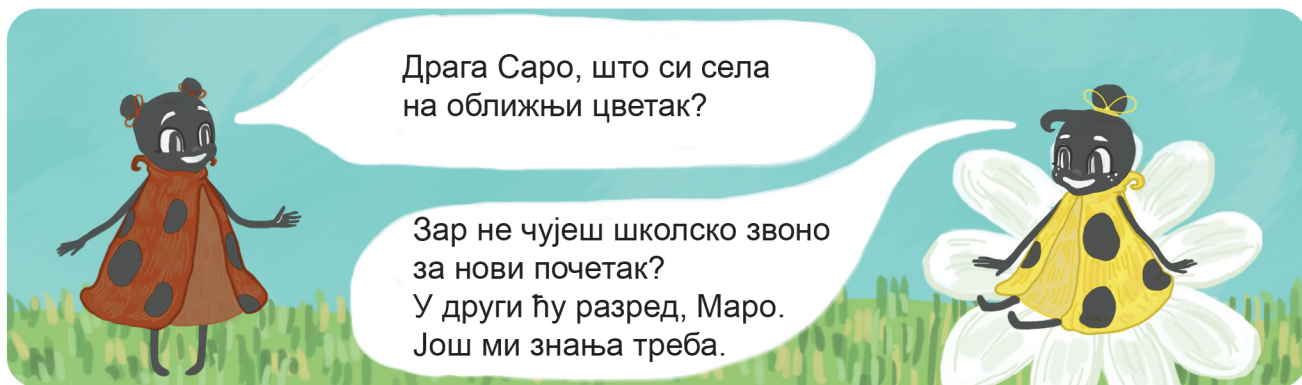 Драга Саро, што си села
на оближњи цветак?
Зар не чујеш школско звоно
за нови почетак?
У други ћу разред, Маро.
Још ми знања треба.